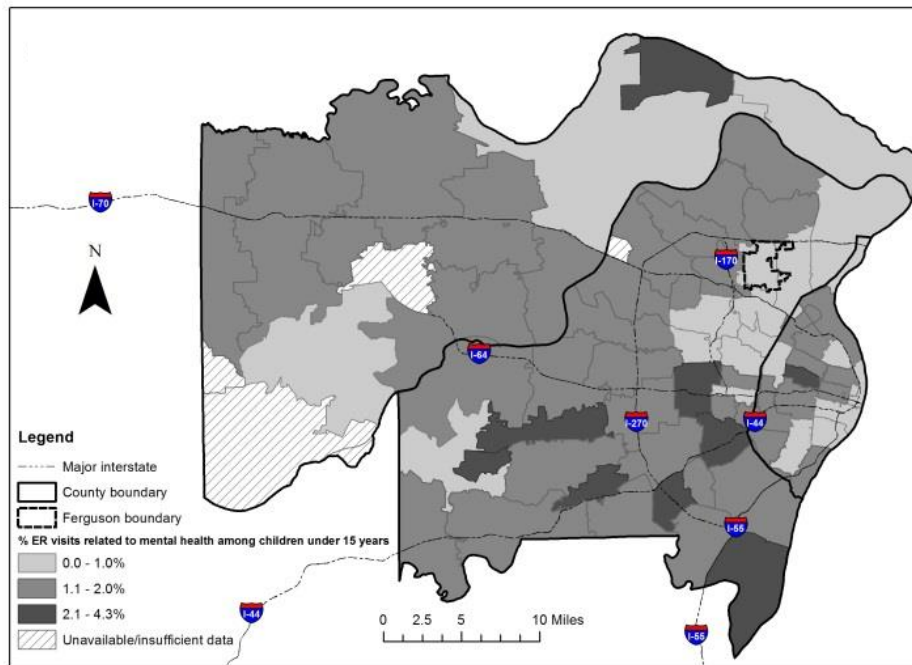 I-70
I-170
N
I-64
I-270
I-44
Legend
Major interstate
County boundary
Ferguson boundary
% ER visits related to mental health among children under 15 years
0.0 - 1.0%
1.1 - 2.0%
2.1 - 4.3%
Unavailable/insufficient data
I-55
I-44
0 2.5 5 10 Miles
I-55